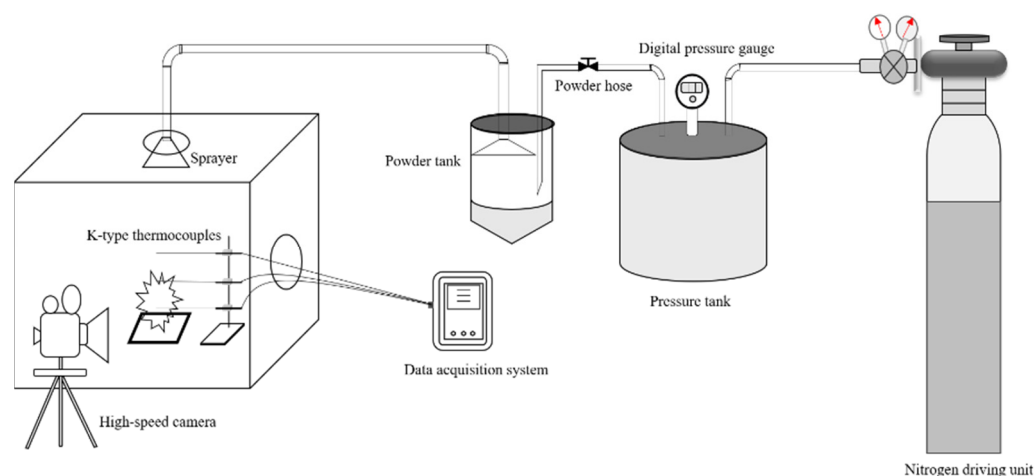 Digital pressure gauge
Powder hose
Sprayer
Powder tank
K-type thermocouples
Pressure tank
Data acquisition system
High-speed camera
Nitrogen driving unit